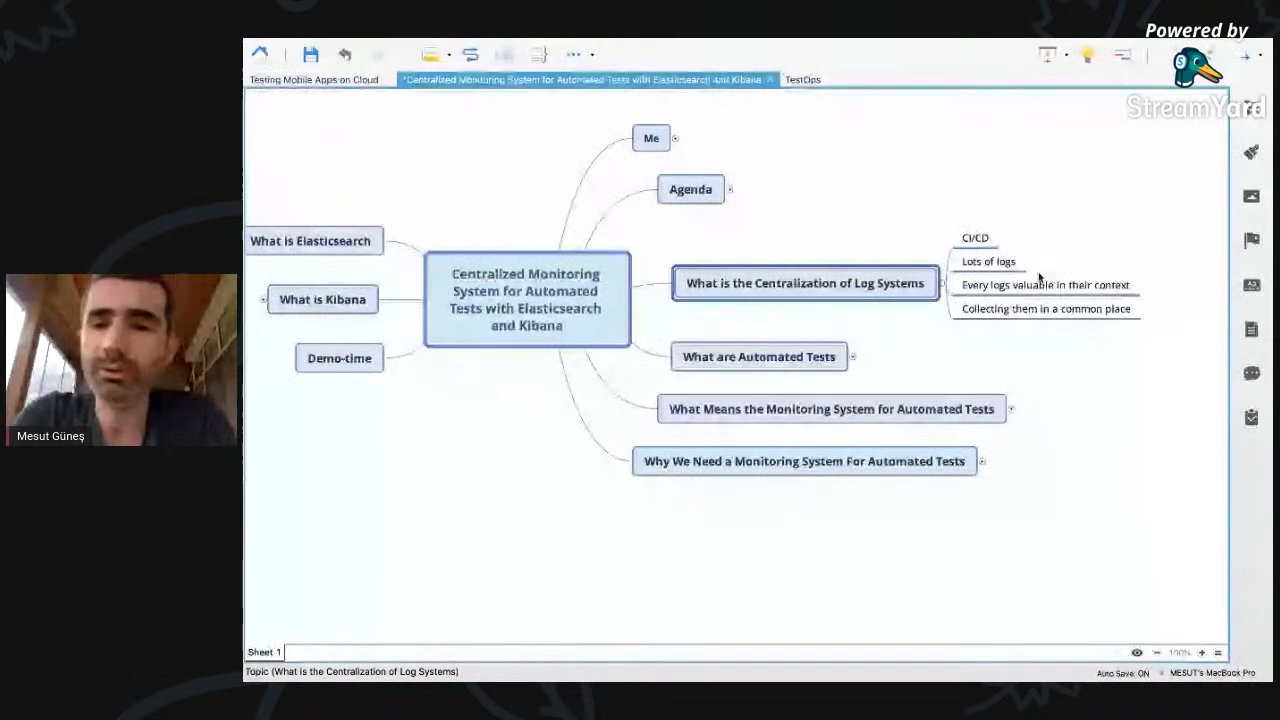 Powered by
StreamYard
Testing Mobile Apps on Cloud
*Centralized Monitoring System for Automated Tests with Elasticsearch and Kibana
TestOps
Me
Agenda
What is Elasticsearch
What is Kibana
Demo-time
Centralized Monitoring
System for Automated
Tests with Elasticsearch
and Kibana
What is the Centralization of Log Systems
CI/CD
Lots of logs
Every logs valuable in their context
Collecting them in a common place
What are Automated Tests
What Means the Monitoring System for Automated Tests
Why We Need a Monitoring System For Automated Tests
Mesut Güneş
Sheet 1
100%
Topic (What is the Centralization of Log Systems)
Auto Save: ON
MESUT's MacBook Pro